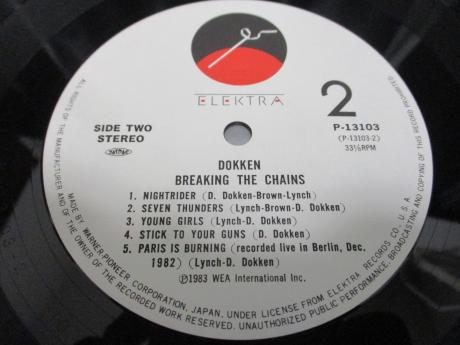 ELEKTRA
SIDE TWO
STEREO
2
P-13103
(P-13103-2)
33⅓RPM
DOKKEN
BREAKING THE CHAINS
1. NIGHTRIDER (D. Dokken-Brown-Lynch)
2. SEVEN THUNDERS (Lynch-Brown-D. Dokken)
3. YOUNG GIRLS (Lynch-D. Dokken)
4. STICK TO YOUR GUNS (D. Dokken)
5. PARIS IS BURNING (recorded live in Berlin, Dec.
1982) (Lynch-D. Dokken)
Ⓟ1983 WEA International Inc.
ALL RIGHTS OF THE MANUFACTURER AND OF THE OWNER OF THE RECORDED WORK RESERVED. UNAUTHORIZED PUBLIC PERFORMANCE, BROADCASTING AND COPYING OF THIS RECORD PROHIBITED
MADE BY WARNER-PIONEER CORPORATION, JAPAN, UNDER LICENSE FROM ELEKTRA RECORDS CO. U.S.A.